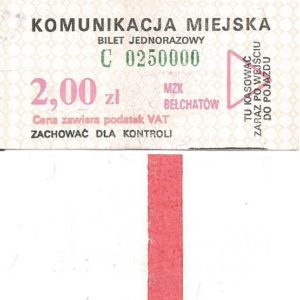 KOMUNIKACJA MIEJSKA
BILET JEDNORAZOWY
C 0250000
2,00 zł
MZK
BEŁCHATÓW
Cena zawiera podatek VAT
ZACHOWAĆ DLA KONTROLI
TU KASOWAĆ
ZARAZ PO WEJŚCIU
DO POJAZDU